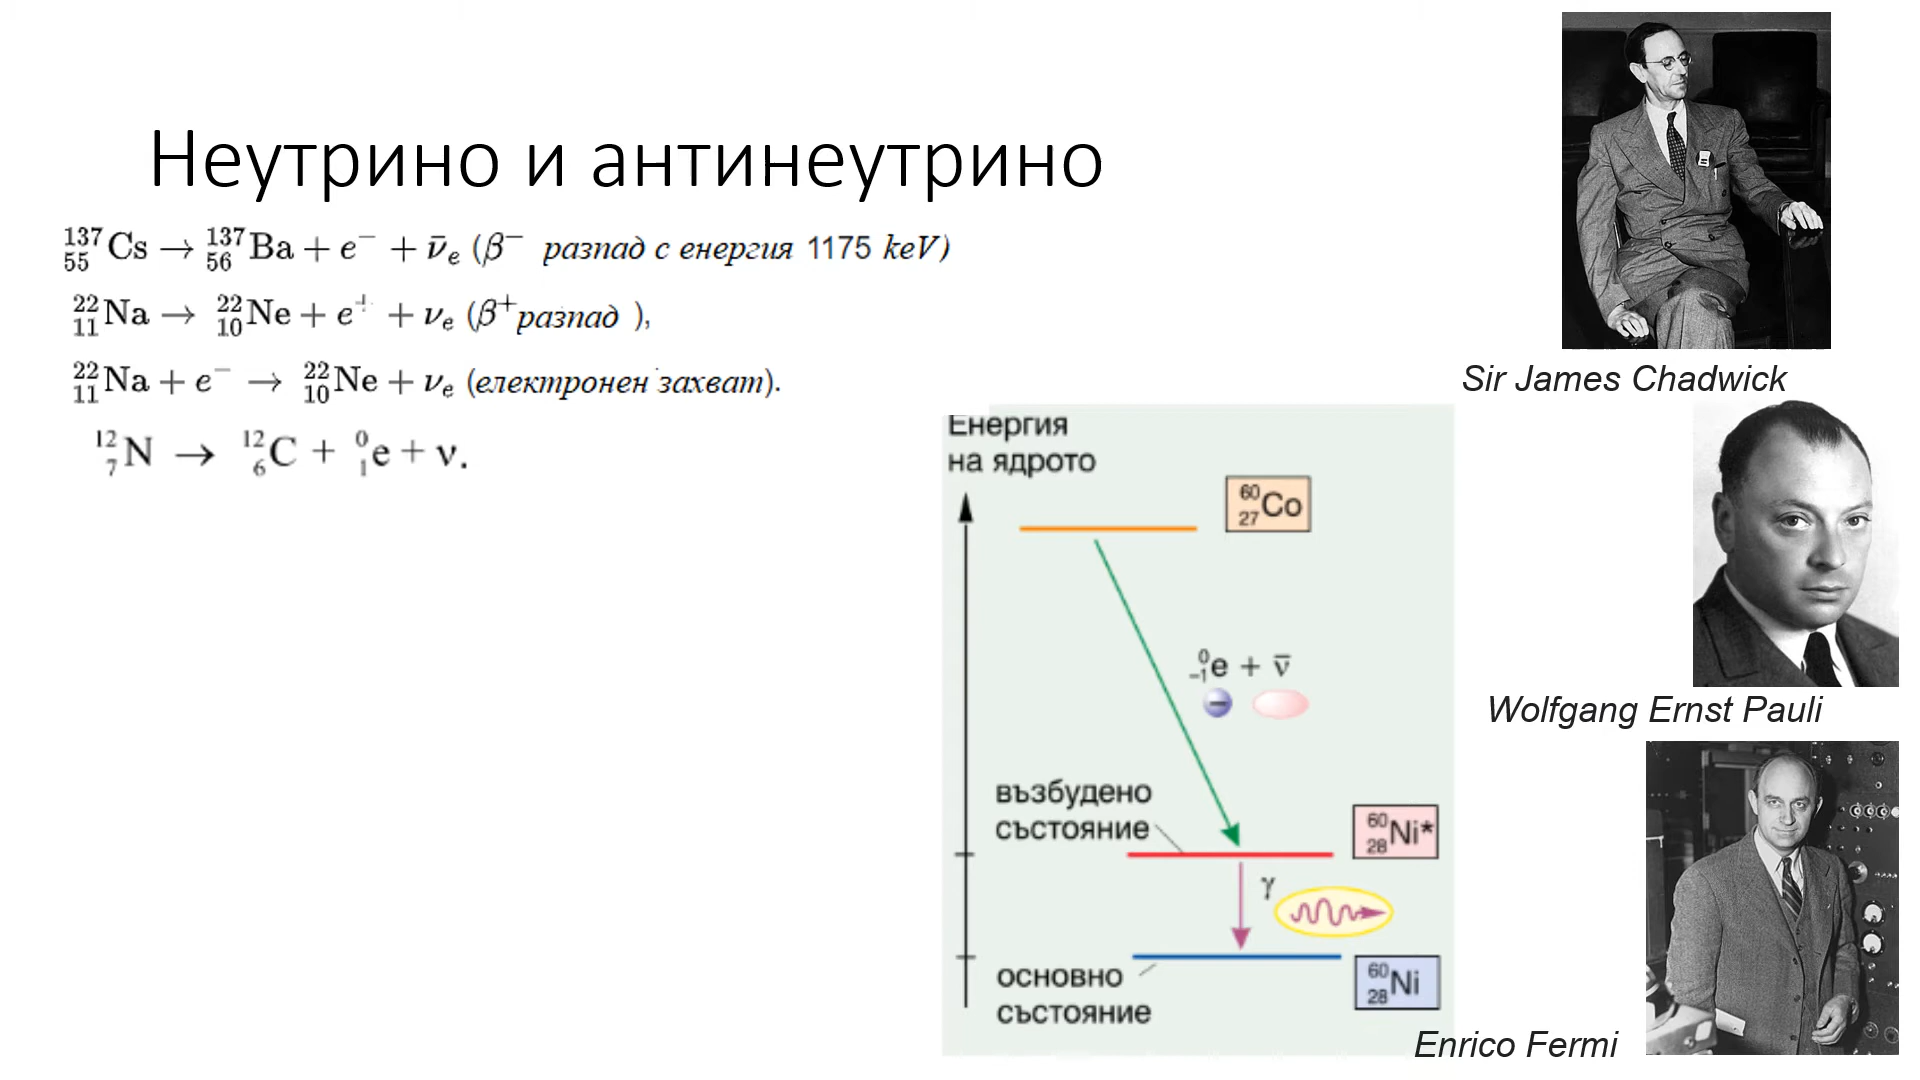 Неутрино и антинеутрино
¹³⁷₅₅Cs → ¹³⁷₅₆Ba + e⁻ + ν̄ₑ (β⁻ разпад с енергия 1175 keV)
²²₁₁Na → ²²₁₀Ne + e⁺ + νₑ (β⁺разпад ),
²²₁₁Na + e⁻ → ²²₁₀Ne + νₑ (електронен захват).
¹²₇N → ¹²₆C + ⁰₁e + ν.
Sir James Chadwick
Енергия
на ядрото
⁶⁰₂₇Co
⁰₋₁e + ν̄
Wolfgang Ernst Pauli
възбудено
състояние
⁶⁰₂₈Ni*
γ
основно
състояние
⁶⁰₂₈Ni
Enrico Fermi